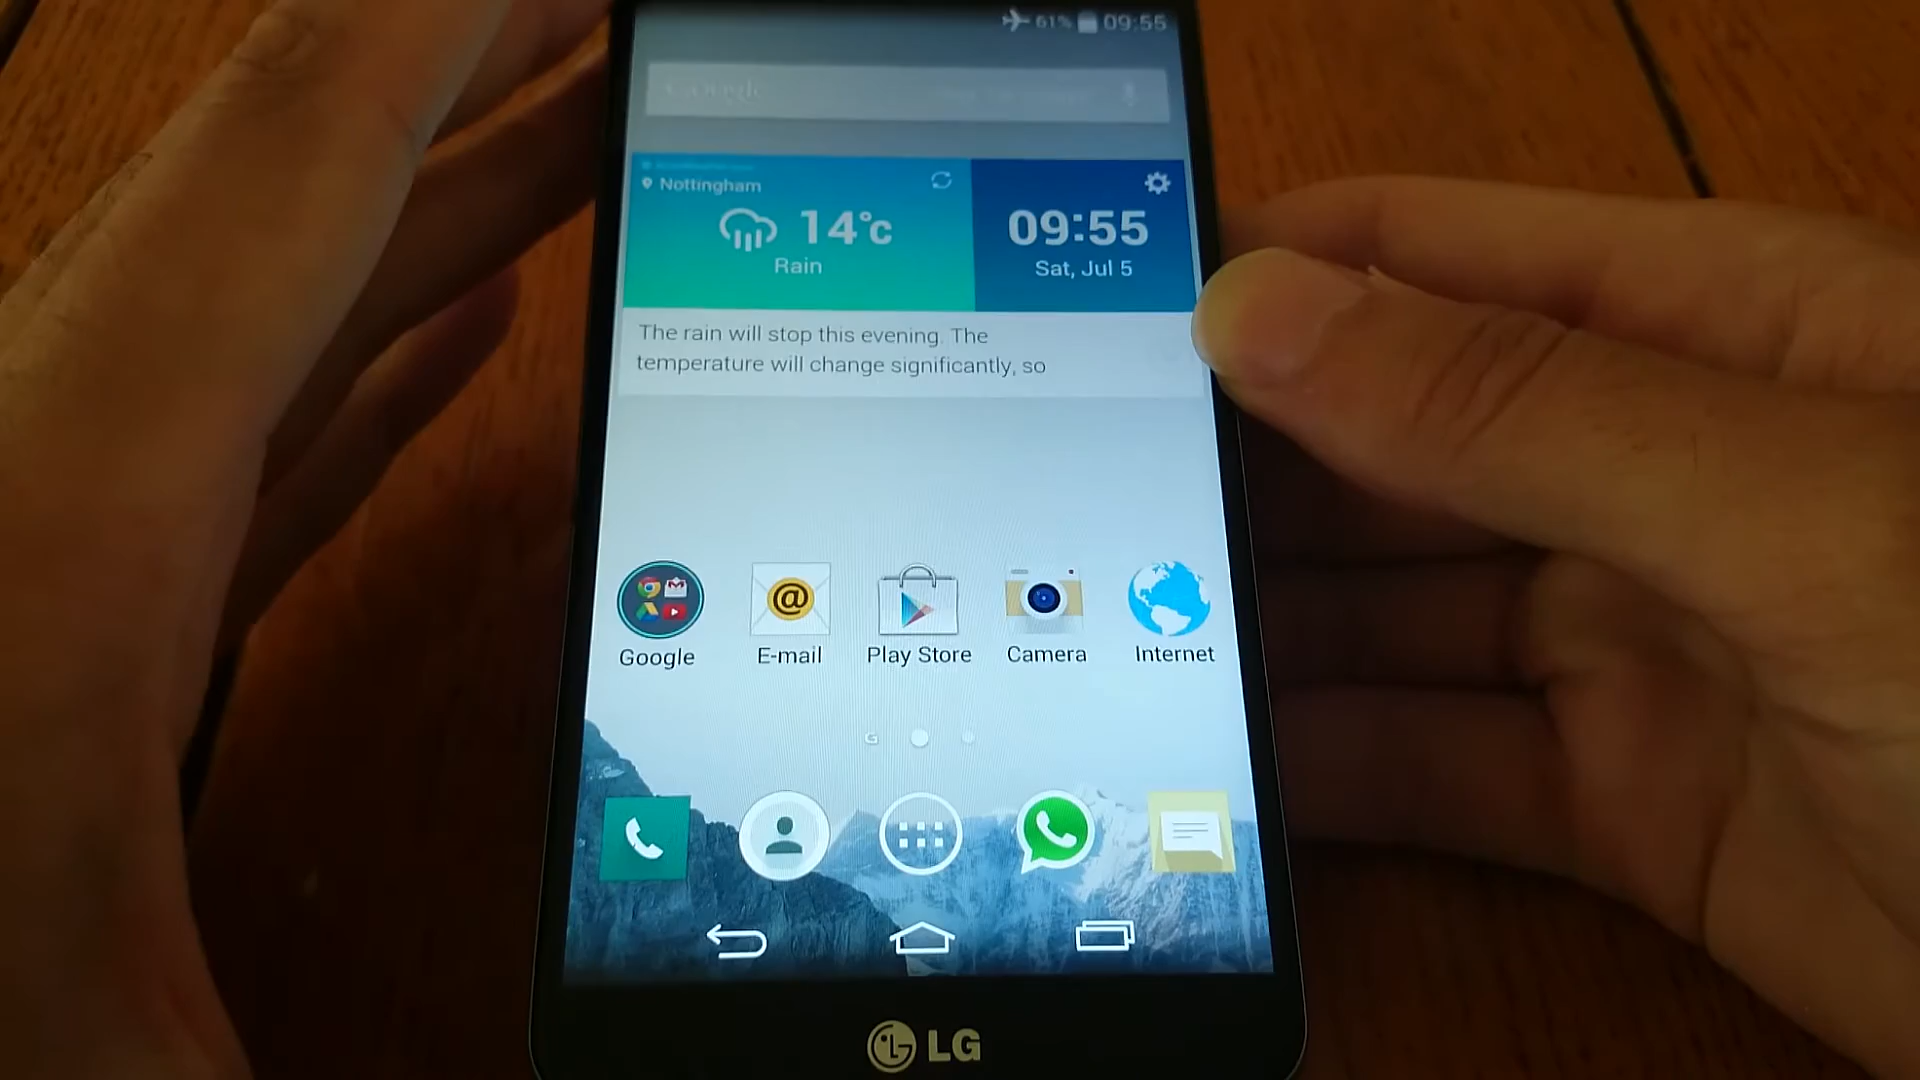 61% 09:55
Google
Nottingham
14°c
Rain
09:55
Sat, Jul 5
The rain will stop this evening. The
temperature will change significantly, so
Google E-mail Play Store Camera Internet
LG